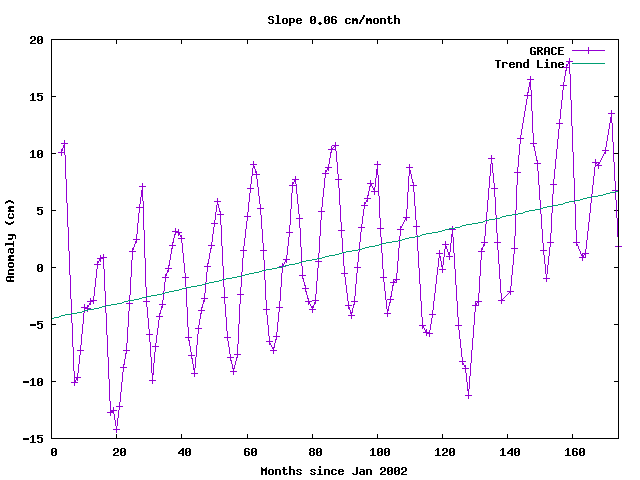 Slope 0.06 cm/month
GRACE
Trend Line
20
15
10
5
0
-5
-10
-15
Anomaly (cm)
0 20 40 60 80 100 120 140 160
Months since Jan 2002